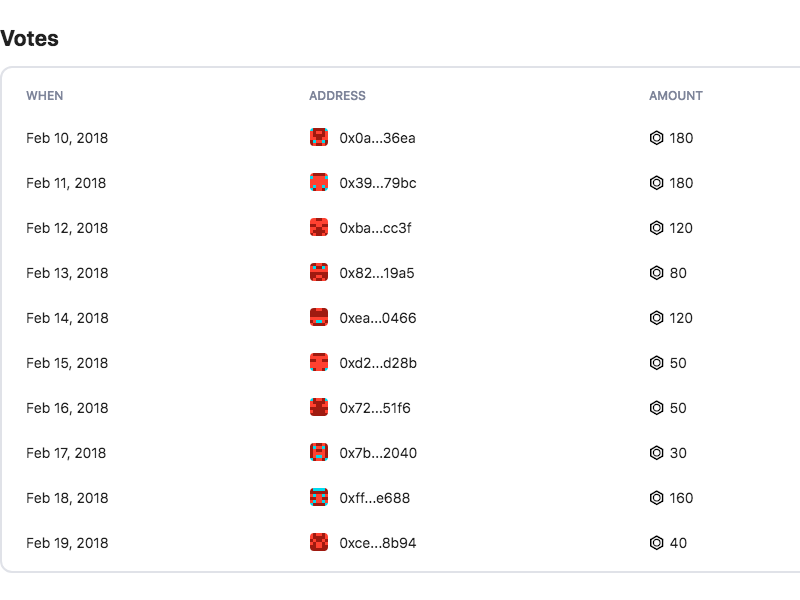 Votes
WHEN ADDRESS AMOUNT
Feb 10, 2018 0x0a...36ea 180
Feb 11, 2018 0x39...79bc 180
Feb 12, 2018 0xba...cc3f 120
Feb 13, 2018 0x82...19a5 80
Feb 14, 2018 0xea...0466 120
Feb 15, 2018 0xd2...d28b 50
Feb 16, 2018 0x72...51f6 50
Feb 17, 2018 0x7b...2040 30
Feb 18, 2018 0xff...e688 160
Feb 19, 2018 0xce...8b94 40